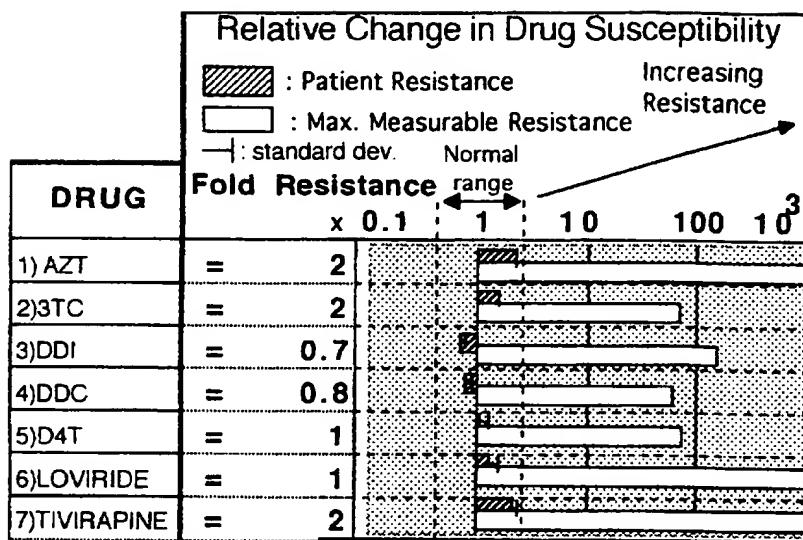 Relative Change in Drug Susceptibility
: Patient Resistance
Increasing
Resistance
: Max. Measurable Resistance
: standard dev.
Normal
range
DRUG
Fold Resistance
x 0.1 1 10 100 10³
1) AZT = 2
2)3TC = 2
3)DDI = 0.7
4)DDC = 0.8
5)D4T = 1
6)LOVIRIDE = 1
7)TIVIRAPINE = 2